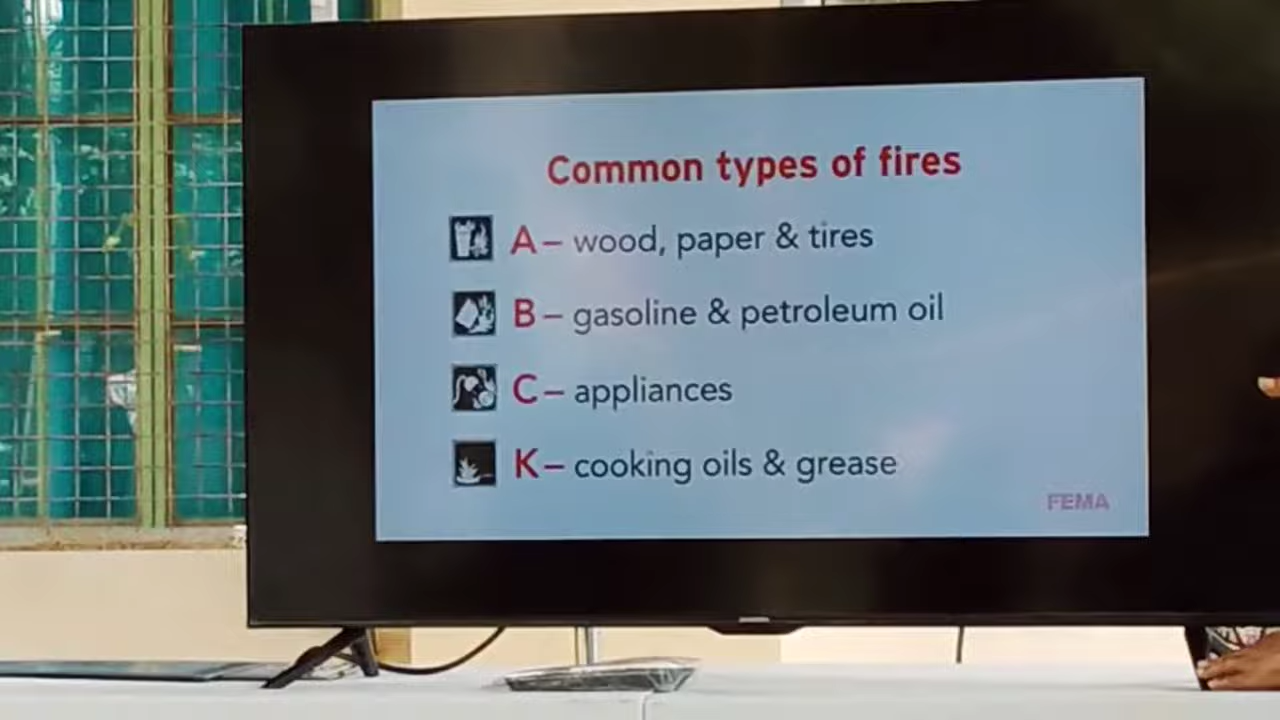 Common types of fires
A – wood, paper & tires
B – gasoline & petroleum oil
C – appliances
K – cooking oils & grease
FEMA